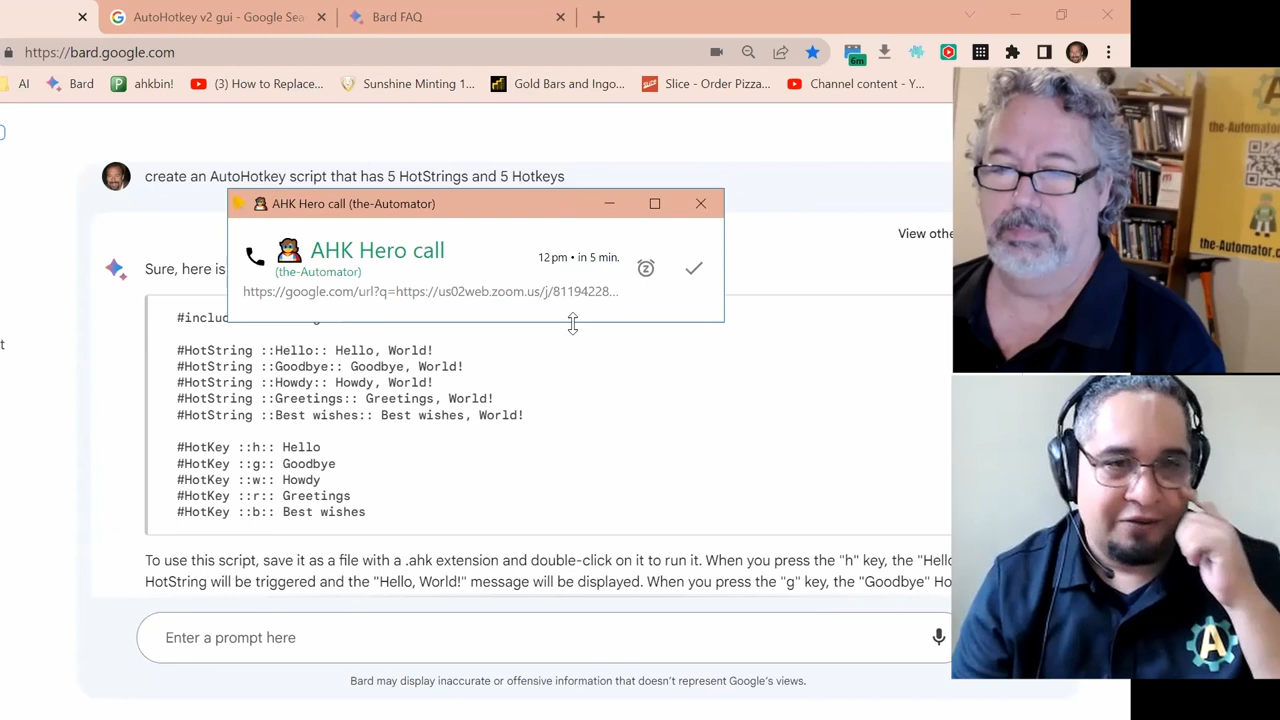 AutoHotkey v2 gui - Google Sea
Bard FAQ
https://bard.google.com
6m
AI
Bard
ahkbin!
(3) How to Replace...
Sunshine Minting 1...
Gold Bars and Ingo...
Slice - Order Pizza...
Channel content - Y...
create an AutoHotkey script that has 5 HotStrings and 5 Hotkeys
AHK Hero call (the-Automator)
View othe
AHK Hero call
12 pm • in 5 min.
(the-Automator)
Sure, here is
https://google.com/url?q=https://us02web.zoom.us/j/81194228...
#includ
#HotString ::Hello:: Hello, World!
#HotString ::Goodbye:: Goodbye, World!
#HotString ::Howdy:: Howdy, World!
#HotString ::Greetings:: Greetings, World!
#HotString ::Best wishes:: Best wishes, World!
#HotKey ::h:: Hello
#HotKey ::g:: Goodbye
#HotKey ::w:: Howdy
#HotKey ::r:: Greetings
#HotKey ::b:: Best wishes
t
To use this script, save it as a file with a .ahk extension and double-click on it to run it. When you press the "h" key, the "Hello
HotString will be triggered and the "Hello, World!" message will be displayed. When you press the "g" key, the "Goodbye" Ho
Enter a prompt here
Bard may display inaccurate or offensive information that doesn't represent Google's views.
the-Automator
the-Automator.c
A